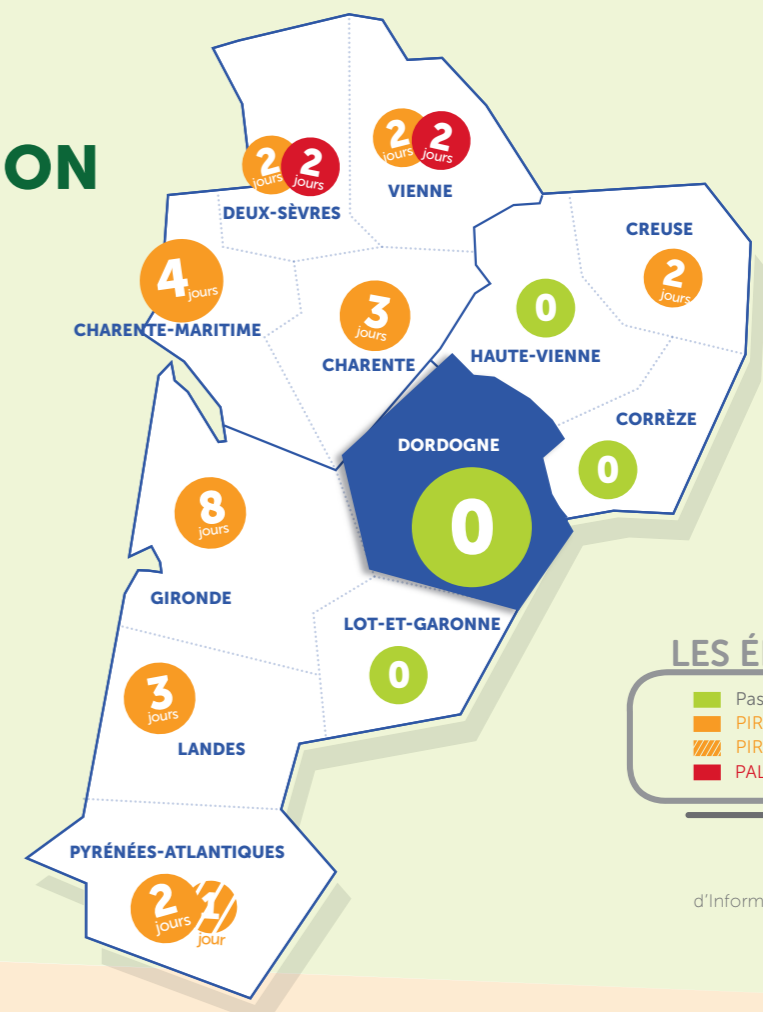 ON
2 jours
2 jours
DEUX-SÈVRES
2 jours
2 jours
VIENNE
CREUSE
2 jours
4 jours
CHARENTE-MARITIME
3 jours
CHARENTE
0
HAUTE-VIENNE
CORRÈZE
0
DORDOGNE
0
8 jours
GIRONDE
LOT-ET-GARONNE
0
3 jours
LANDES
PYRÉNÉES-ATLANTIQUES
2 jours
1 jour
LES É
Pas
PIR
PIR
PAL
d'Inform